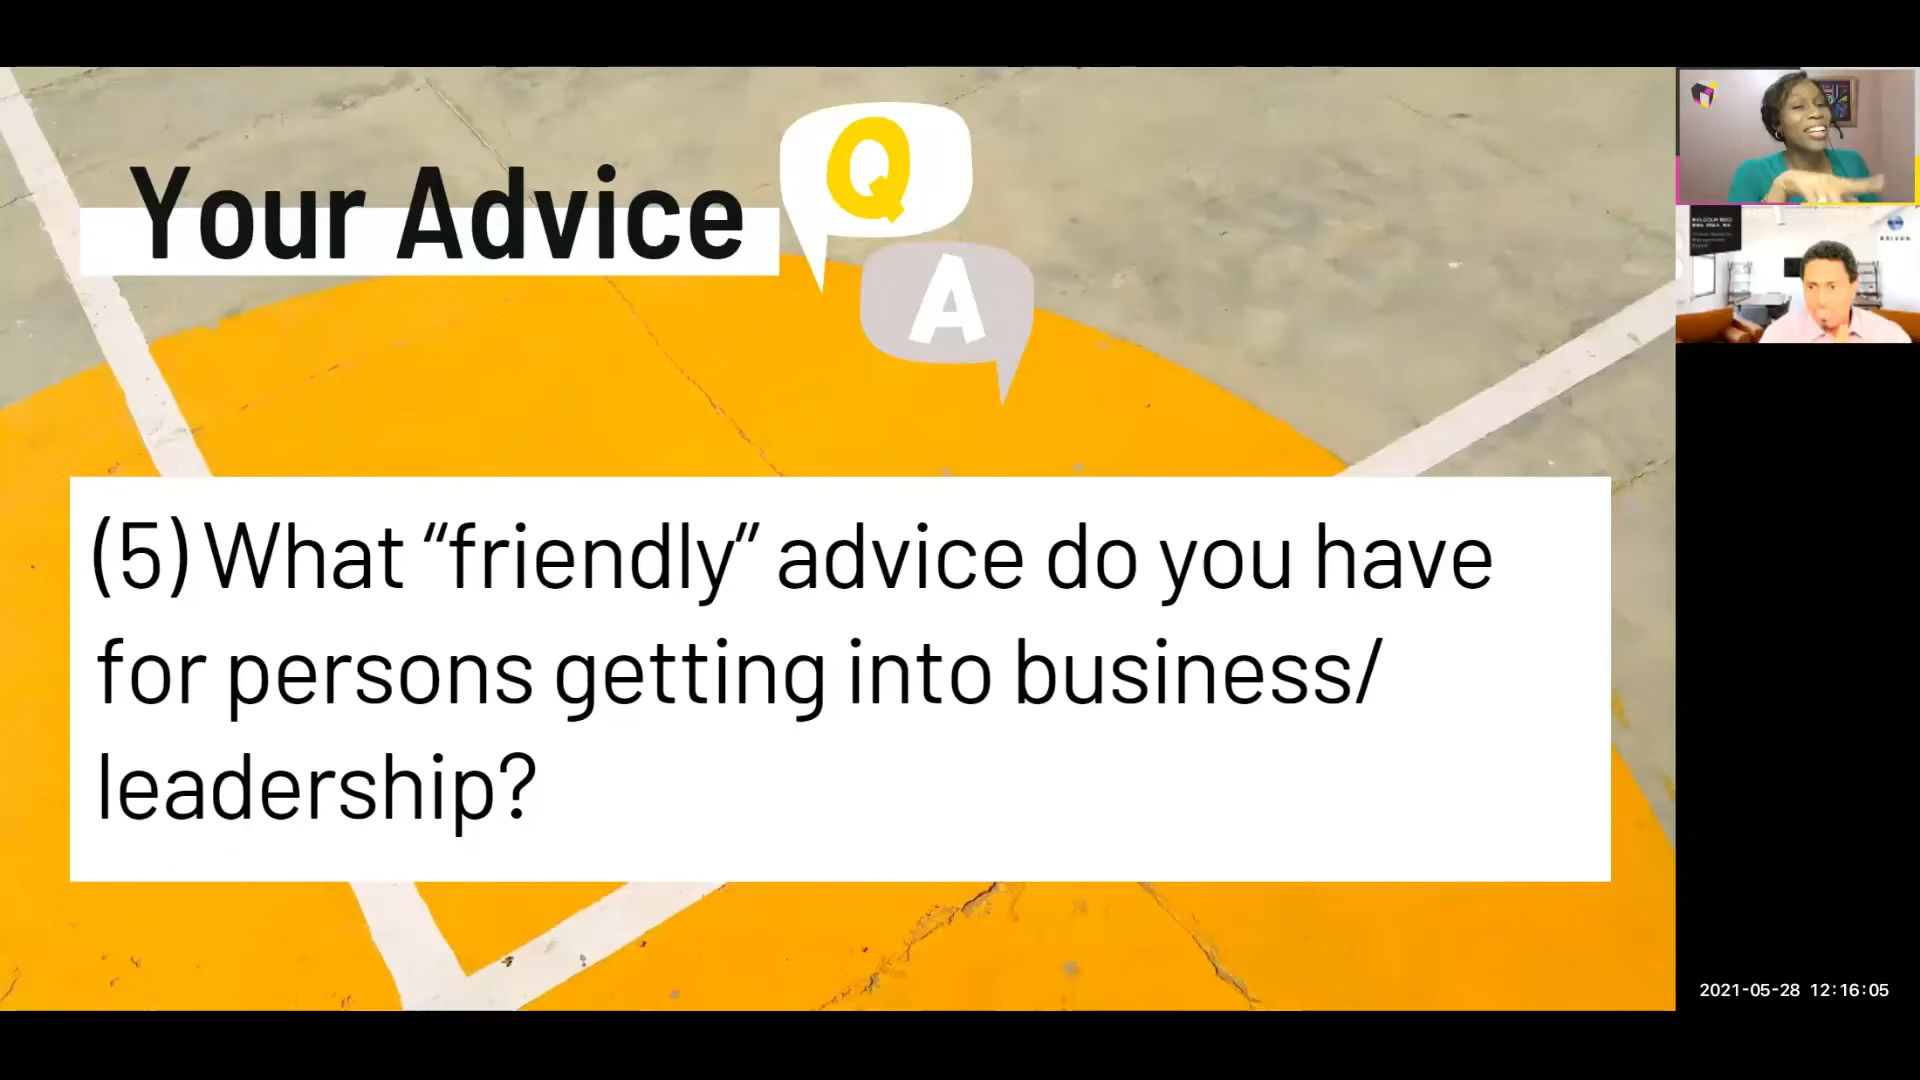 Your Advice
Q
A
(5) What “friendly” advice do you have
for persons getting into business/
leadership?
2021-05-28 12:16:05